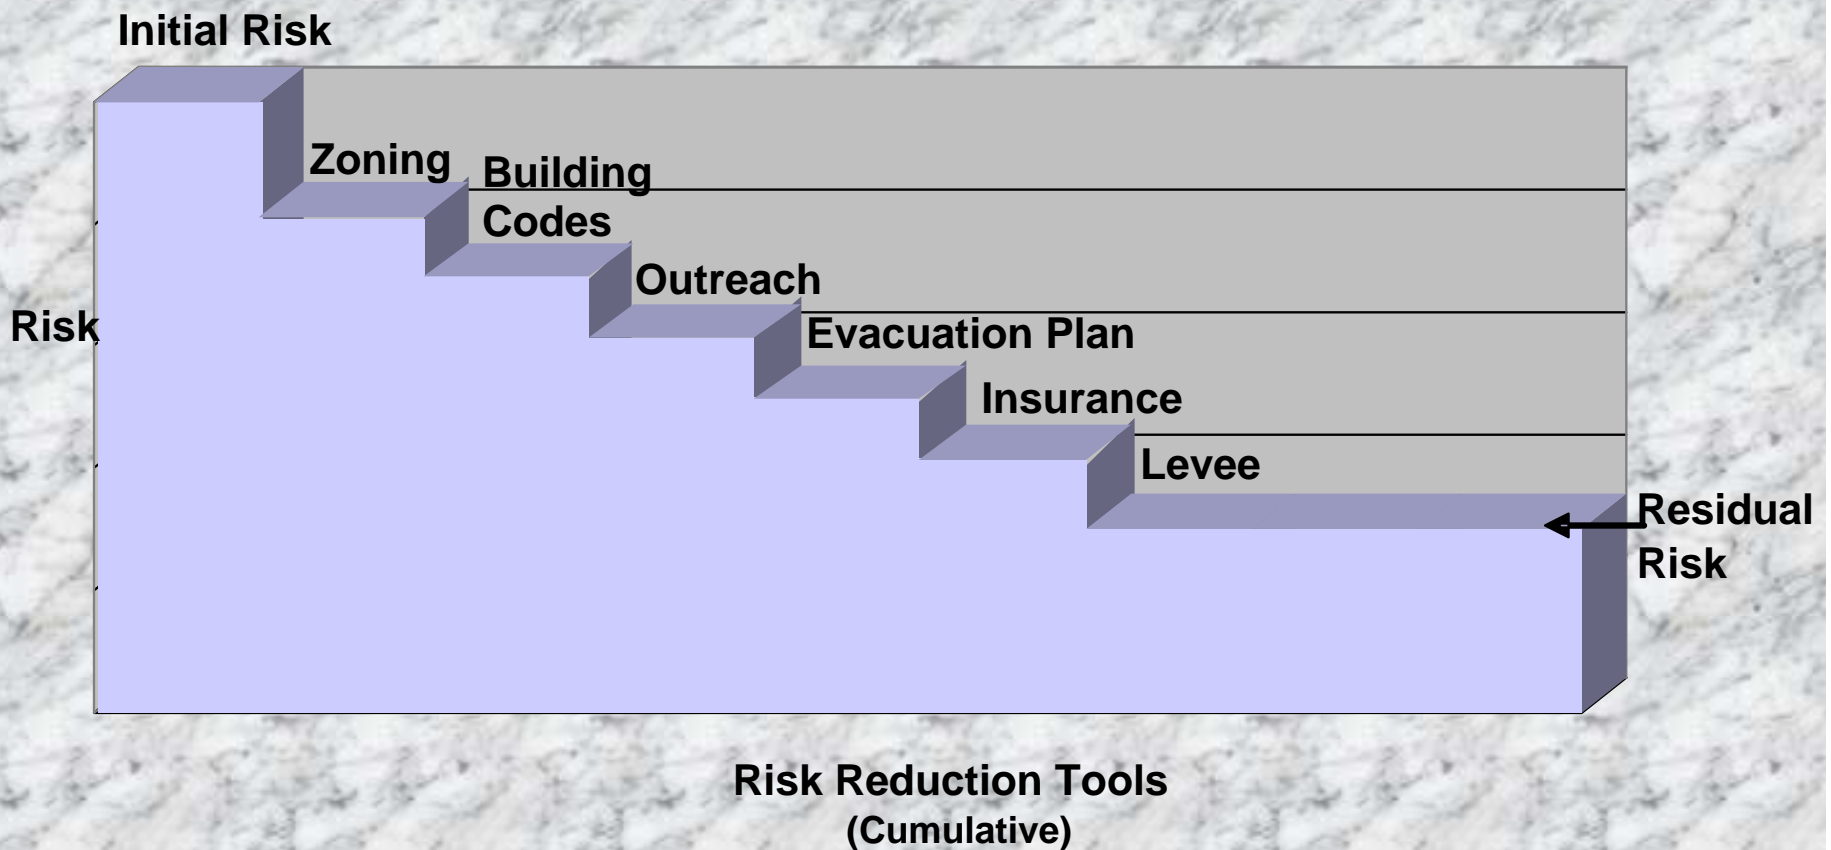 Initial Risk
Zoning
Building
Codes
Outreach
Risk
Evacuation Plan
Insurance
Levee
Residual
Risk
Risk Reduction Tools
(Cumulative)